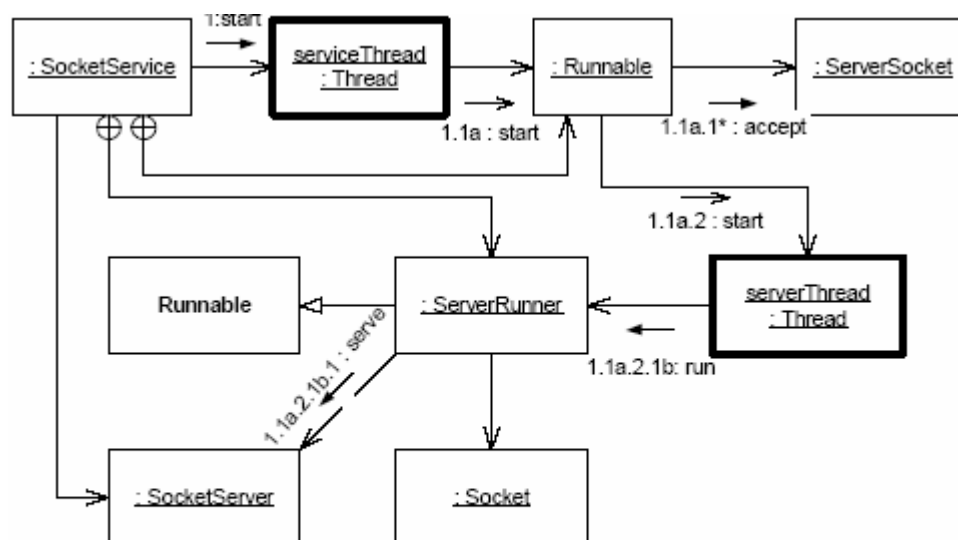 1:start
: SocketService
serviceThread
: Thread
: Runnable
: ServerSocket
1.1a : start
1.1a.1* : accept
1.1a.2 : start
Runnable
: ServerRunner
serverThread
: Thread
1.1a.2.1b.1 : serve
1.1a.2.1b: run
: SocketServer
: Socket